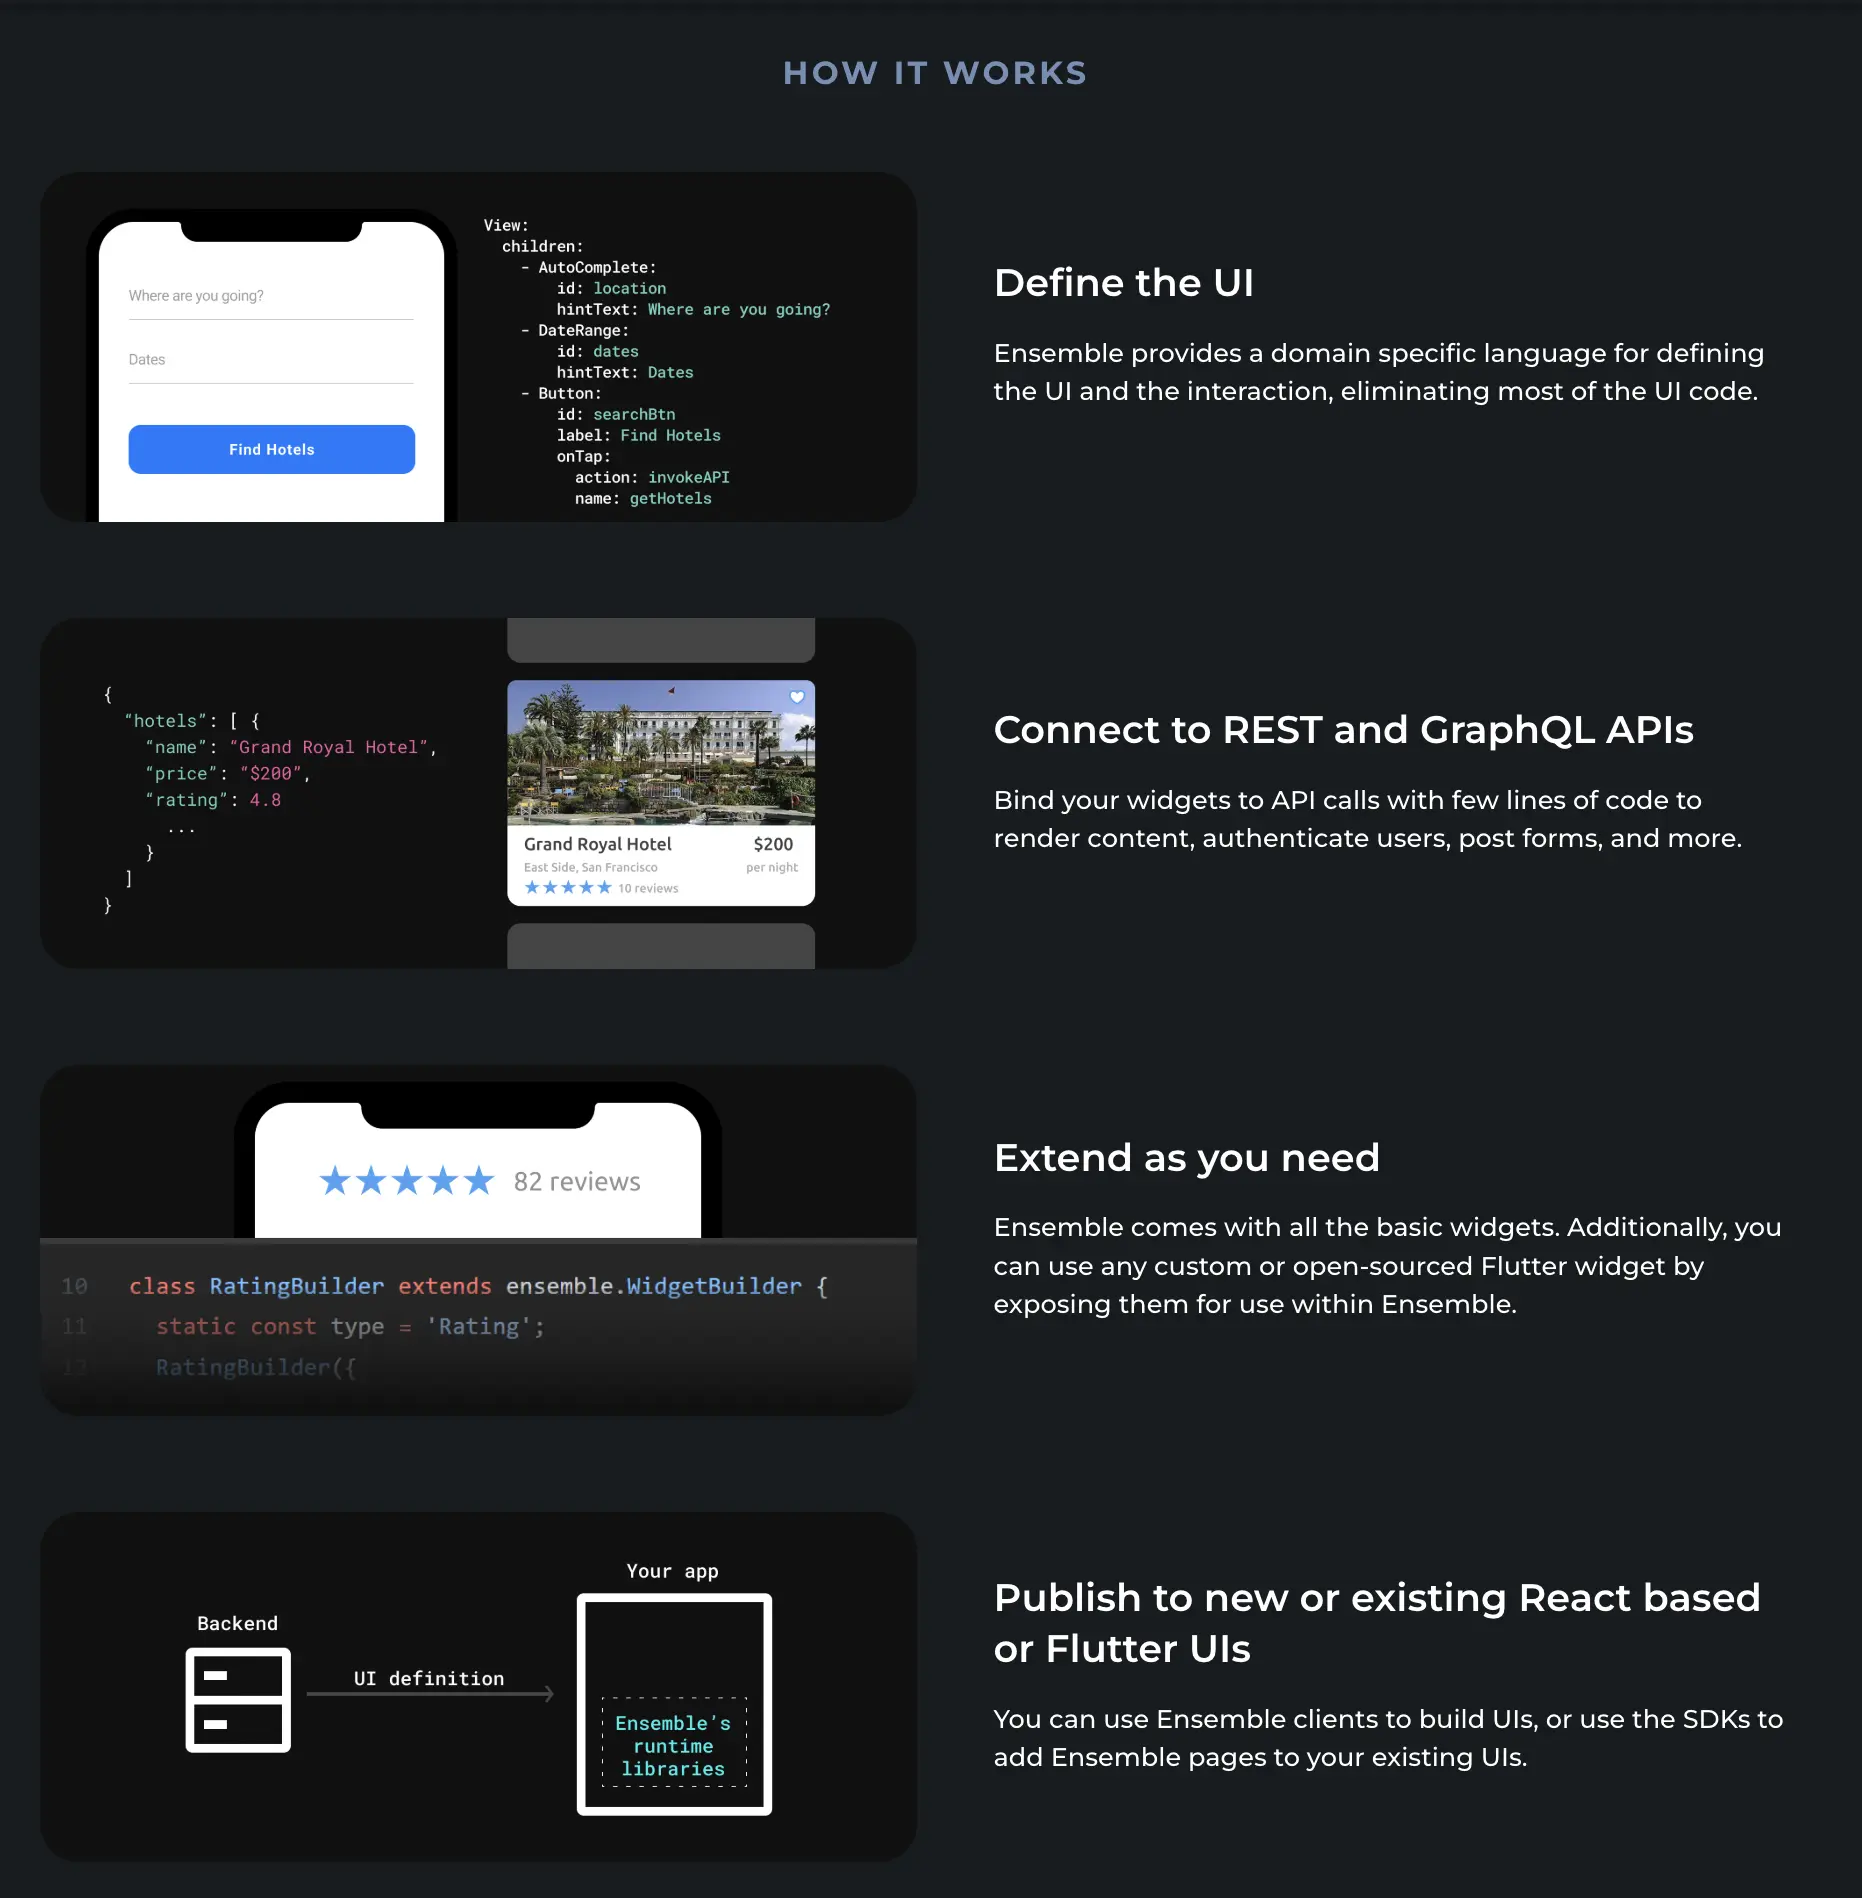 HOW IT WORKS
Where are you going?
Dates
Find Hotels
View:
children:
- AutoComplete:
id: location
hintText: Where are you going?
- DateRange:
id: dates
hintText: Dates
- Button:
id: searchBtn
label: Find Hotels
onTap:
action: invokeAPI
name: getHotels
Define the UI
Ensemble provides a domain specific language for defining
the UI and the interaction, eliminating most of the UI code.
{
“hotels”: [ {
“name”: “Grand Royal Hotel”,
“price”: “$200”,
“rating”: 4.8
...
}
]
}
Grand Royal Hotel $200
East Side, San Francisco per night
10 reviews
Connect to REST and GraphQL APIs
Bind your widgets to API calls with few lines of code to
render content, authenticate users, post forms, and more.
82 reviews
10 class RatingBuilder extends ensemble.WidgetBuilder {
11 static const type = 'Rating';
12 RatingBuilder({
Extend as you need
Ensemble comes with all the basic widgets. Additionally, you
can use any custom or open-sourced Flutter widget by
exposing them for use within Ensemble.
Backend
UI definition
Your app
Ensemble's
runtime
libraries
Publish to new or existing React based
or Flutter UIs
You can use Ensemble clients to build UIs, or use the SDKs to
add Ensemble pages to your existing UIs.